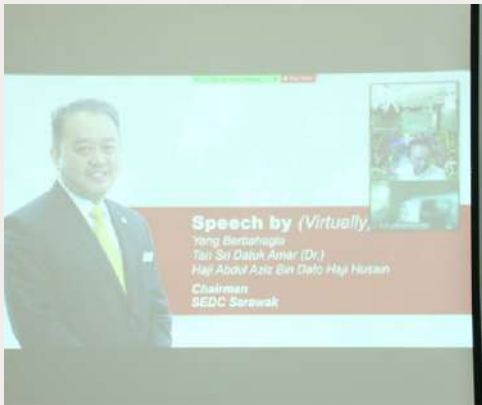 Speech by (Virtually)
Yang Berbahagia
Tan Sri Datuk Amar (Dr.)
Haji Abdul Aziz Bin Dato Haji Husain
Chairman
SEDC Sarawak